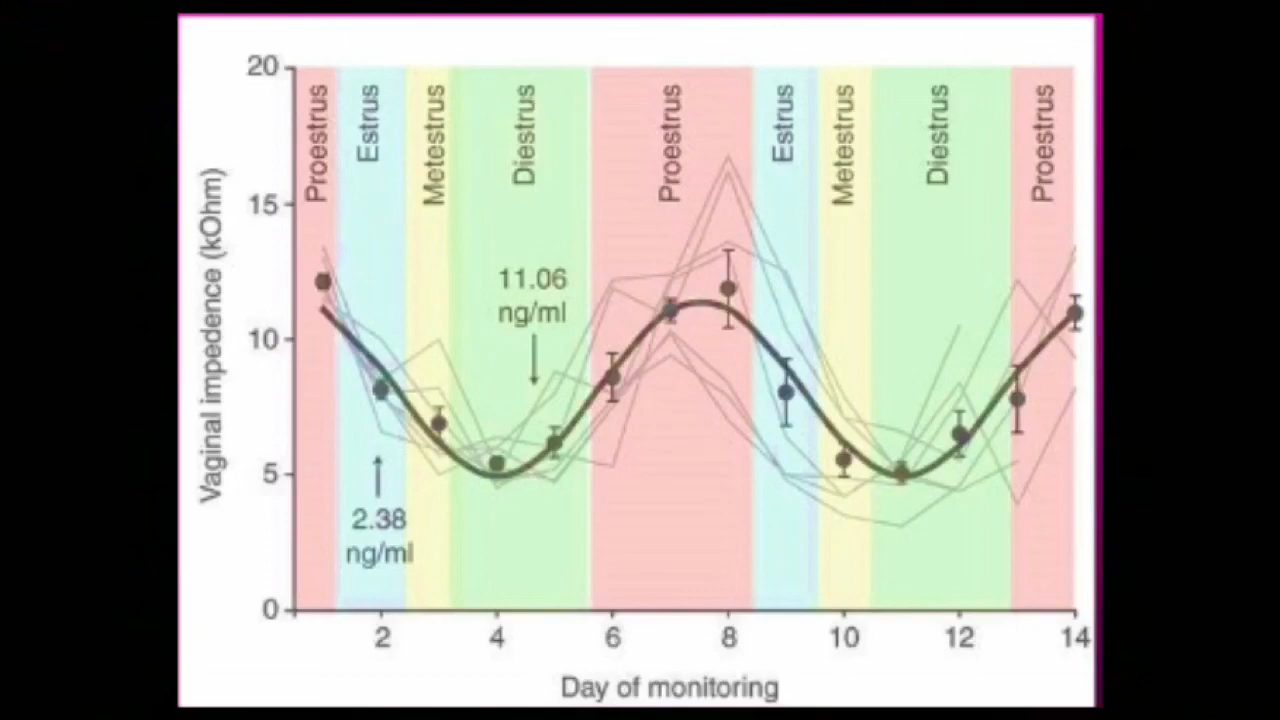 20
15
10
5
0
Vaginal impedence (kOhm)
Proestrus
Estrus
Metestrus
Diestrus
Proestrus
Estrus
Metestrus
Diestrus
Proestrus
11.06
ng/ml
2.38
ng/ml
2 4 6 8 10 12 14
Day of monitoring